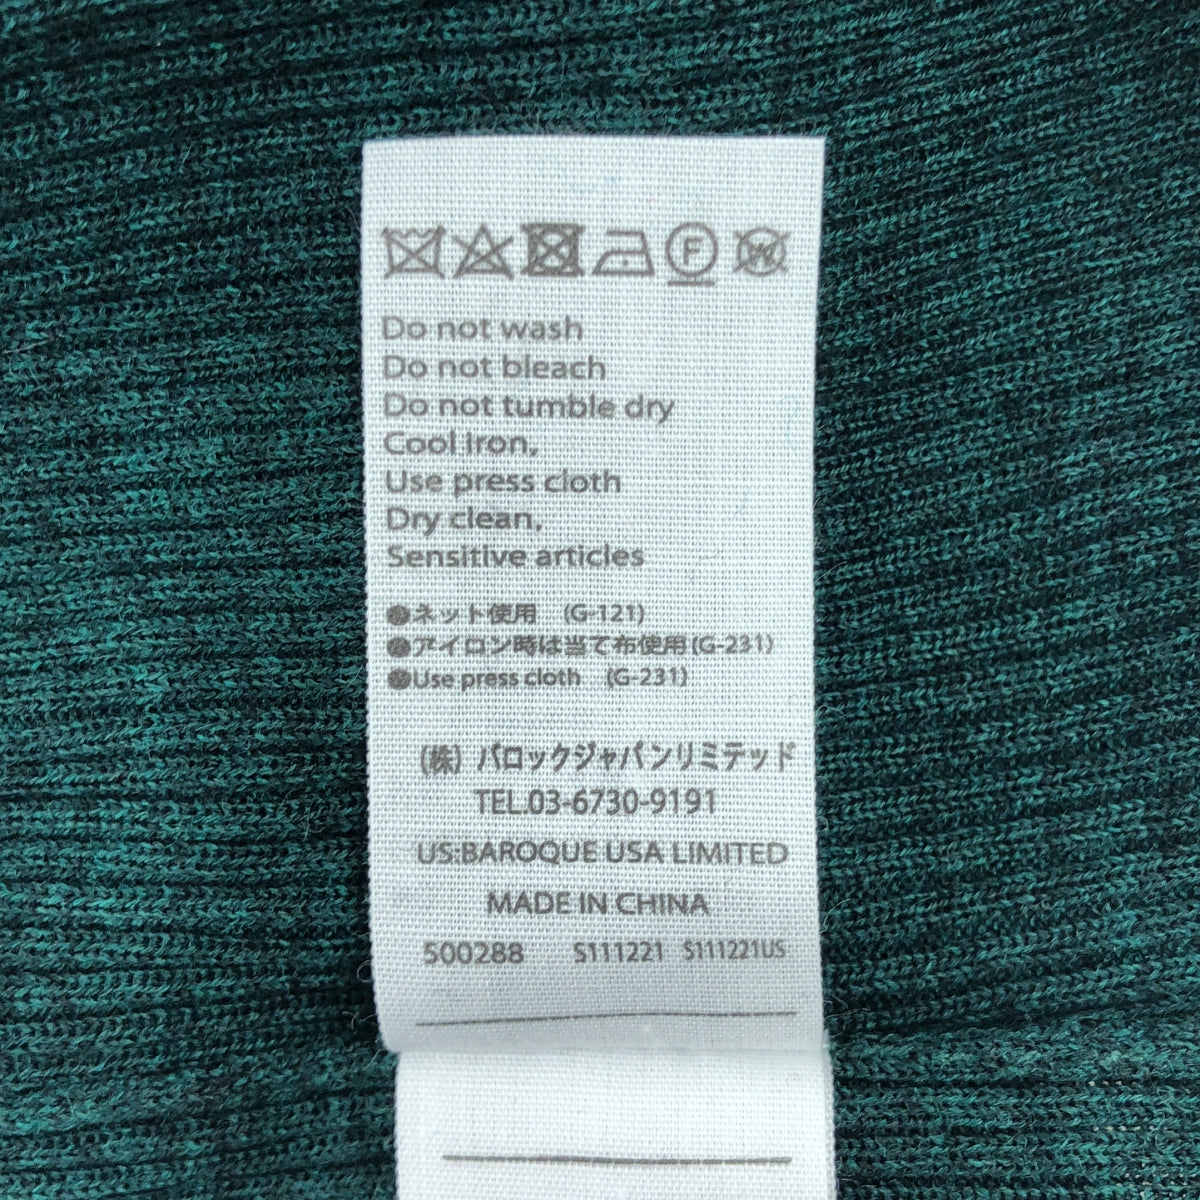 F W
Do not wash
Do not bleach
Do not tumble dry
Cool iron,
Use press cloth
Dry clean,
Sensitive articles
●ネット使用 (G-121)
●アイロン時は当て布使用(G-231)
●Use press cloth (G-231)
(株) バロックジャパンリミテッド
TEL.03-6730-9191
US:BAROQUE USA LIMITED
MADE IN CHINA
500288 S111221 S111221US